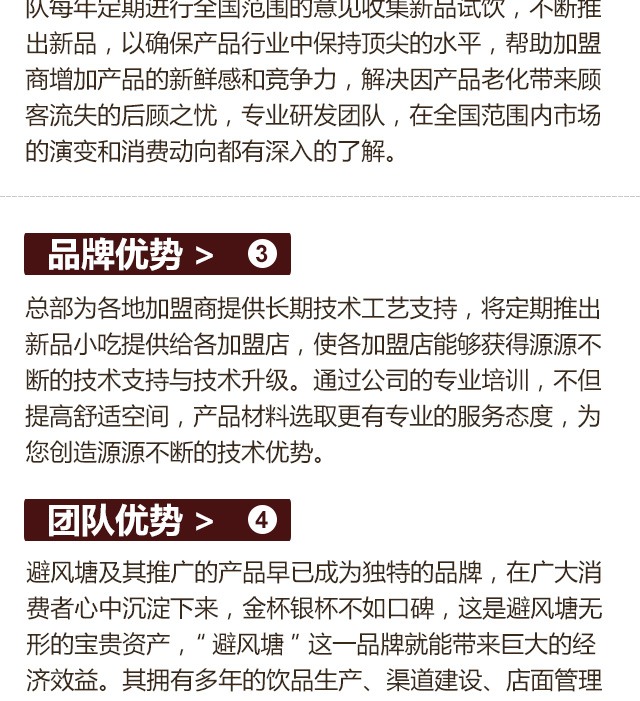 队每年定期进行全国范围的意见收集新品试饮，不断推
出新品，以确保产品行业中保持顶尖的水平，帮助加盟
商增加产品的新鲜感和竞争力，解决因产品老化带来顾
客流失的后顾之忧，专业研发团队，在全国范围内市场
的演变和消费动向都有深入的了解。
品牌优势 > 3
总部为各地加盟商提供长期技术工艺支持，将定期推出
新品小吃提供给各加盟店，使各加盟店能够获得源源不
断的技术支持与技术升级。通过公司的专业培训，不但
提高舒适空间，产品材料选取更有专业的服务态度，为
您创造源源不断的技术优势。
团队优势 > 4
避风塘及其推广的产品早已成为独特的品牌，在广大消
费者心中沉淀下来，金杯银杯不如口碑，这是避风塘无
形的宝贵资产，“ 避风塘 ” 这一品牌就能带来巨大的经
济效益。其拥有多年的饮品生产、渠道建设、店面管理